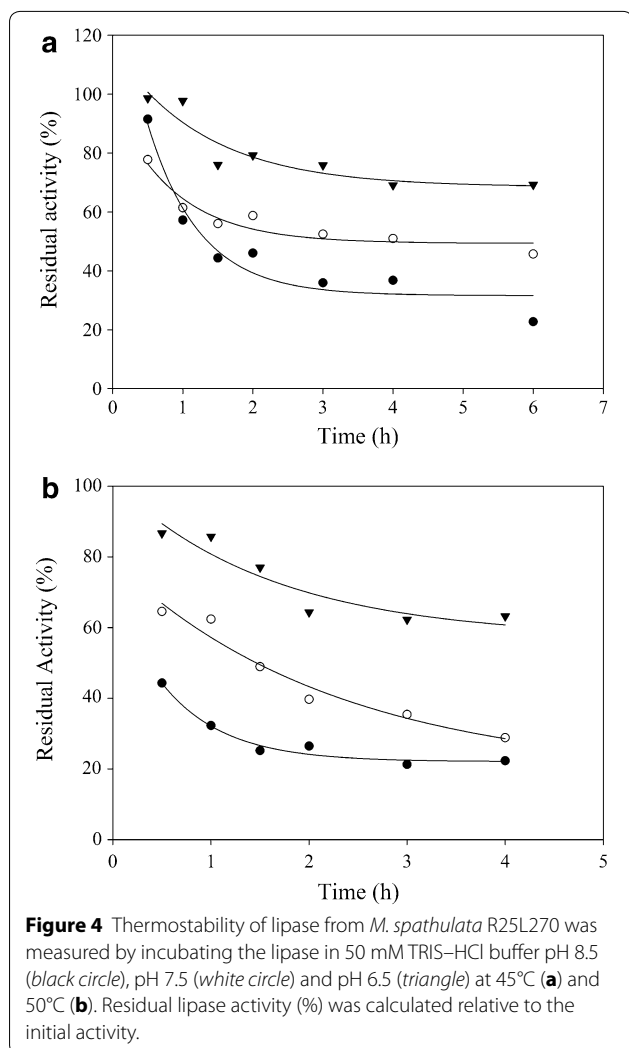 a
120
100
80
60
40
20
0
Residual activity (%)
0 1 2 3 4 5 6 7
Time (h)
b
100
80
60
40
20
0
Residual Activity (%)
0 1 2 3 4 5
Time (h)
Figure 4 Thermostability of lipase from M. spathulata R25L270 was
measured by incubating the lipase in 50 mM TRIS–HCl buffer pH 8.5
(black circle), pH 7.5 (white circle) and pH 6.5 (triangle) at 45°C (a) and
50°C (b). Residual lipase activity (%) was calculated relative to the
initial activity.